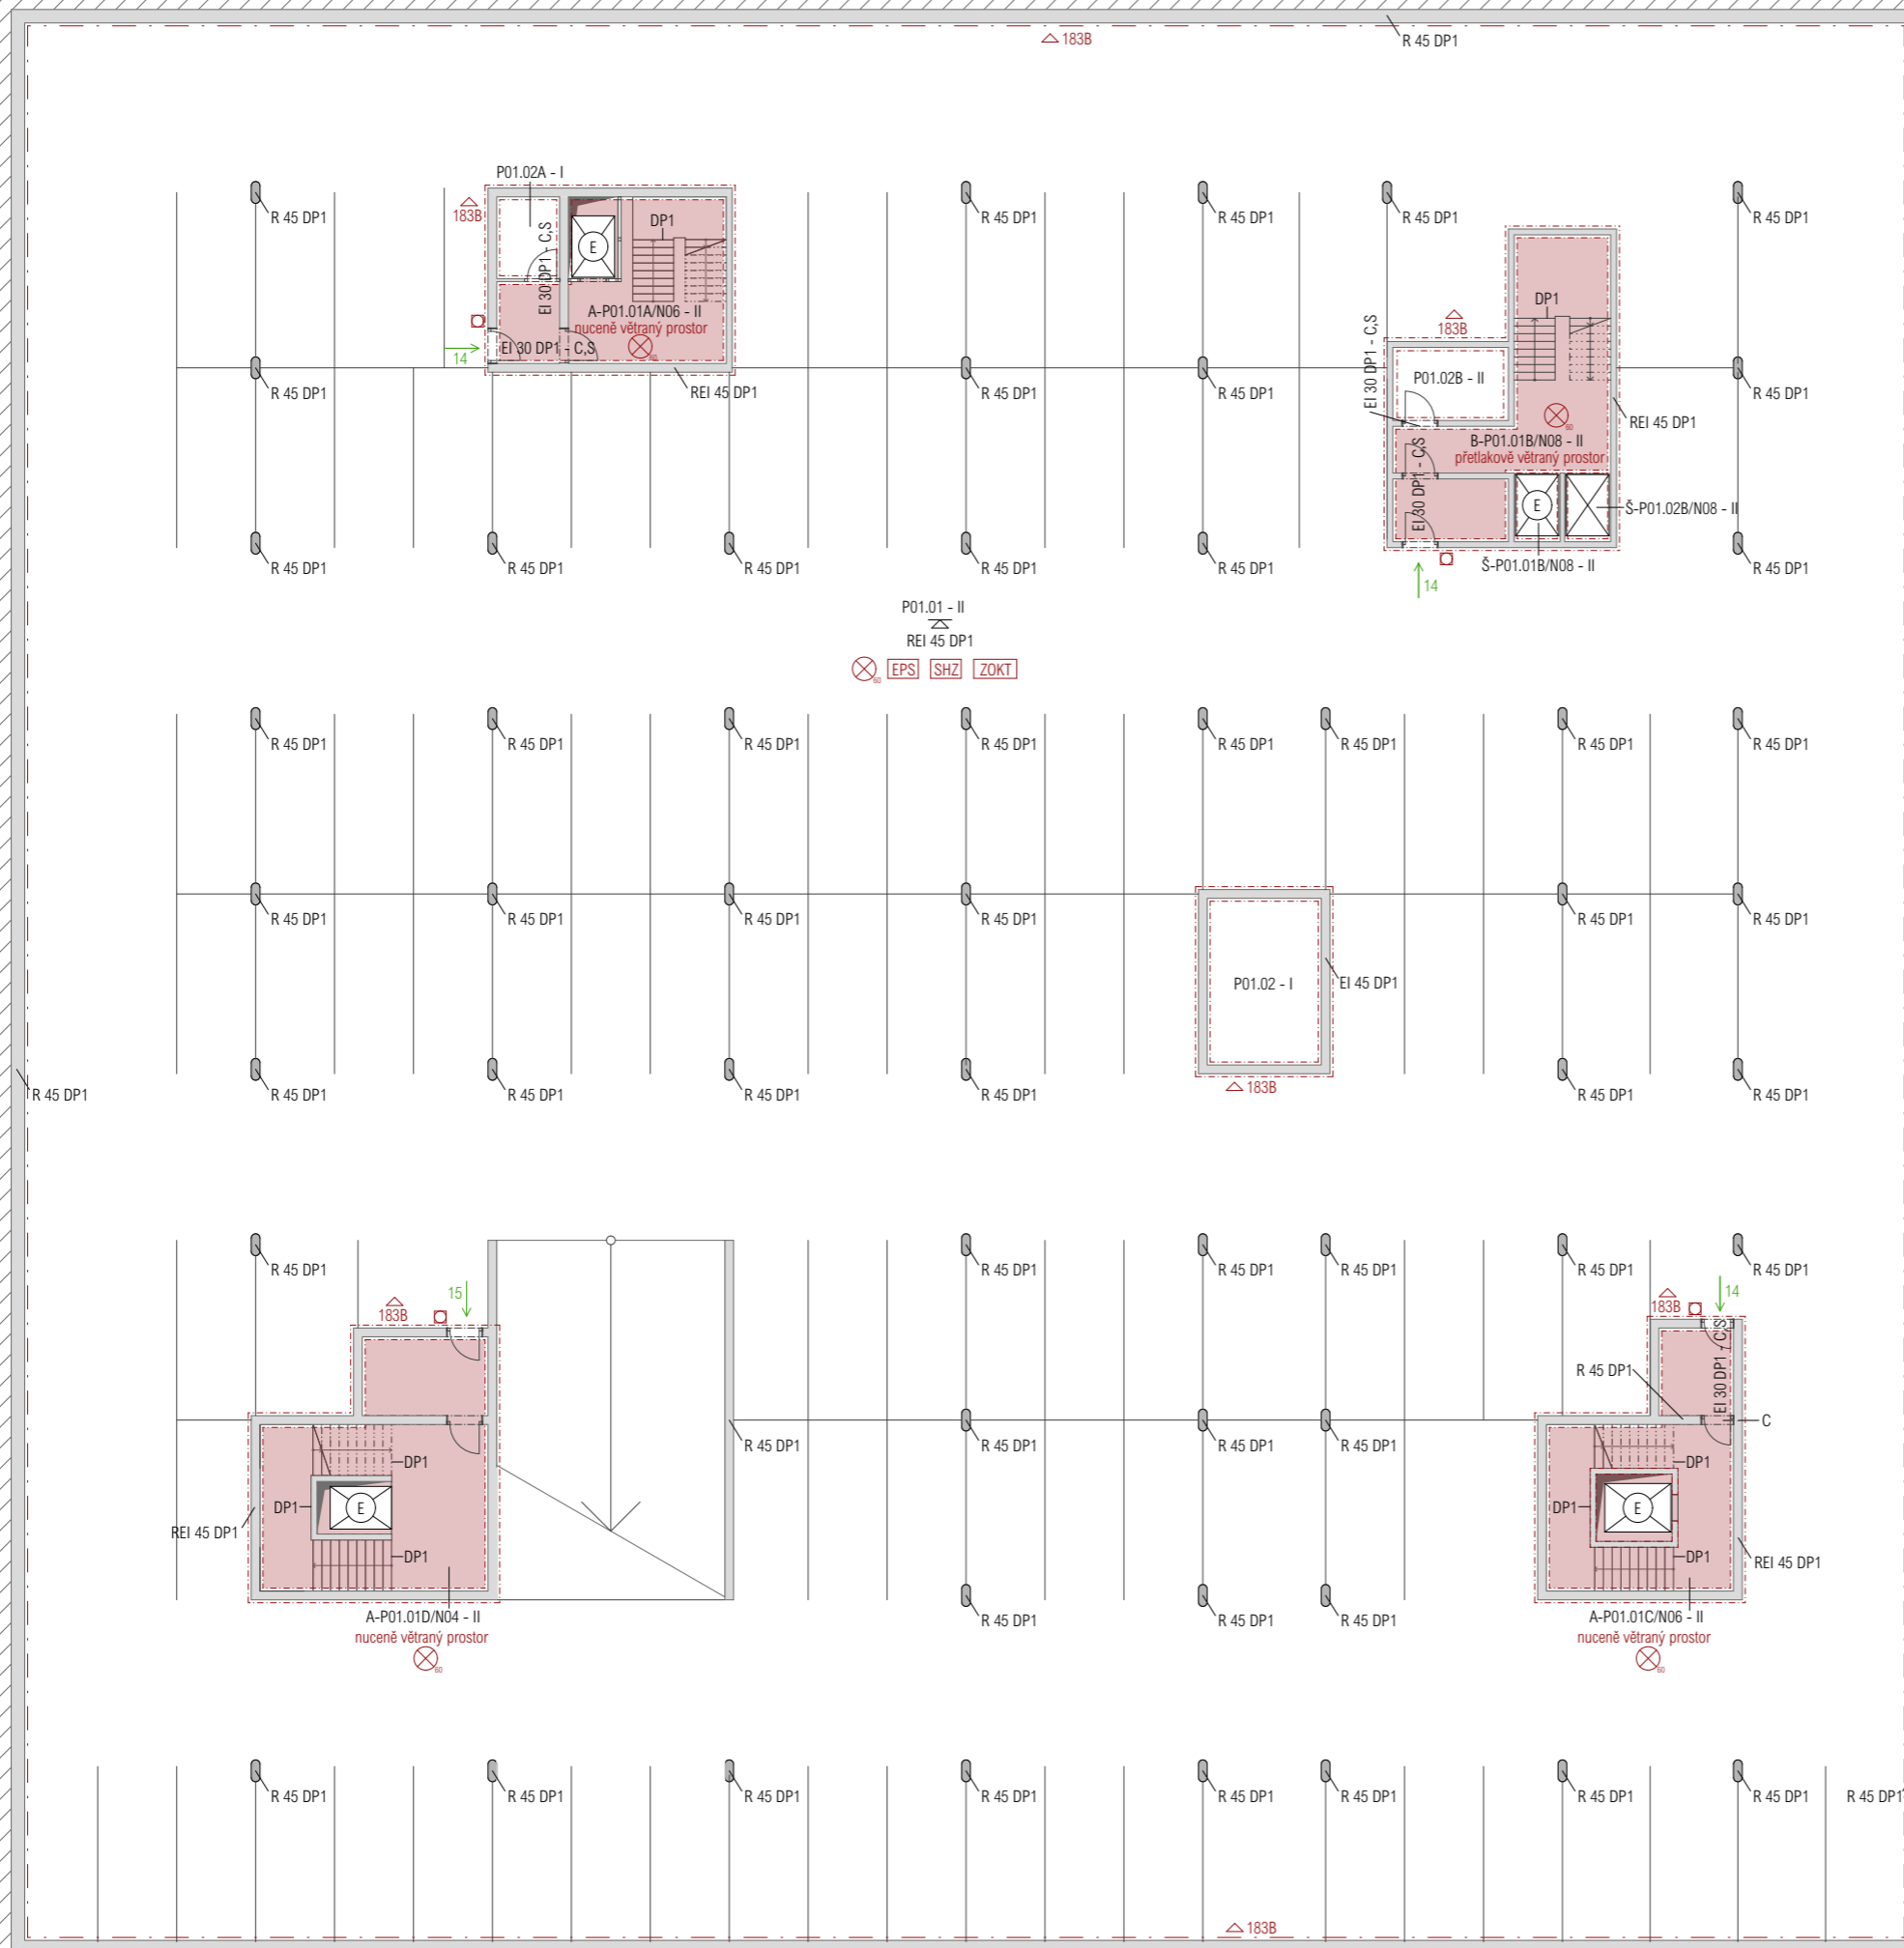 183B
R 45 DP1
P01.02A - I
183B
R 45 DP1
DP1
E
EI 30 DP1 - C,S
A-P01.01A/N06 - II
nuceně větraný prostor
60
EI 30 DP1 - C,S
14
REI 45 DP1
R 45 DP1
R 45 DP1
R 45 DP1
R 45 DP1
DP1
183B
EI 30 DP1 - C,S
P01.02B - II
60
REI 45 DP1
B-P01.01B/N08 - II
přetlakově větraný prostor
EI 30 DP1 - C,S
E
Š-P01.02B/N08 - II
Š-P01.01B/N08 - II
14
R 45 DP1
R 45 DP1
R 45 DP1
R 45 DP1
R 45 DP1
R 45 DP1
R 45 DP1
R 45 DP1
R 45 DP1
R 45 DP1
P01.01 - II
REI 45 DP1
60
EPS
SHZ
ZOKT
R 45 DP1
R 45 DP1
R 45 DP1
R 45 DP1
R 45 DP1
R 45 DP1
R 45 DP1
R 45 DP1
R 45 DP1
R 45 DP1
R 45 DP1
R 45 DP1
R 45 DP1
R 45 DP1
P01.02 - I
EI 45 DP1
183B
R 45 DP1
R 45 DP1
R 45 DP1
R 45 DP1
R 45 DP1
R 45 DP1
R 45 DP1
R 45 DP1
R 45 DP1
R 45 DP1
R 45 DP1
R 45 DP1
R 45 DP1
15
183B
183B
14
R 45 DP1
EI 30 DP1 - C,S
C
R 45 DP1
R 45 DP1
R 45 DP1
R 45 DP1
DP1
DP1
E
DP1
REI 45 DP1
DP1
DP1
E
DP1
REI 45 DP1
A-P01.01D/N04 - II
nuceně větraný prostor
60
R 45 DP1
R 45 DP1
R 45 DP1
A-P01.01C/N06 - II
nuceně větraný prostor
60
R 45 DP1
R 45 DP1
R 45 DP1
R 45 DP1
R 45 DP1
R 45 DP1
R 45 DP1
R 45 DP1
R 45 DP1
183B